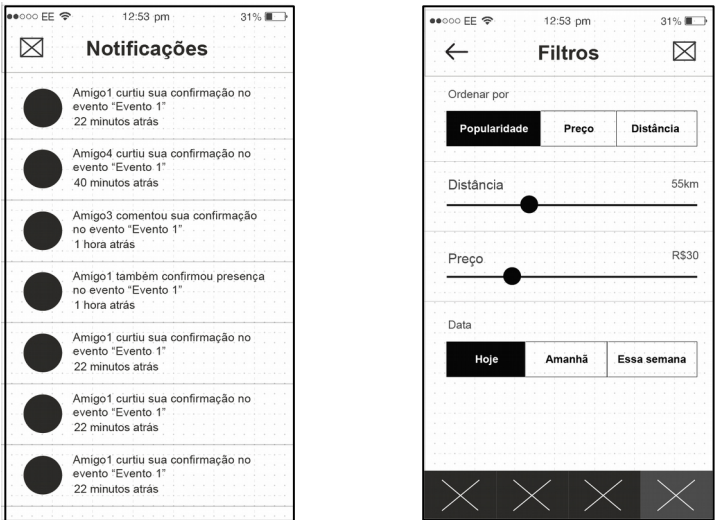 EE 12:53 pm 31%
Notificações
Amigo1 curtiu sua confirmação no
evento “Evento 1”
22 minutos atrás
Amigo4 curtiu sua confirmação no
evento “Evento 1”
40 minutos atrás
Amigo3 comentou sua confirmação
no evento “Evento 1”
1 hora atrás
Amigo1 também confirmou presença
no evento “Evento 1”
1 hora atrás
Amigo1 curtiu sua confirmação no
evento “Evento 1”
22 minutos atrás
Amigo1 curtiu sua confirmação no
evento “Evento 1”
22 minutos atrás
Amigo1 curtiu sua confirmação no
evento “Evento 1”
22 minutos atrás
EE 12:53 pm 31%
Filtros
Ordenar por
Popularidade Preço Distância
Distância 55km
Preço R$30
Data
Hoje Amanhã Essa semana